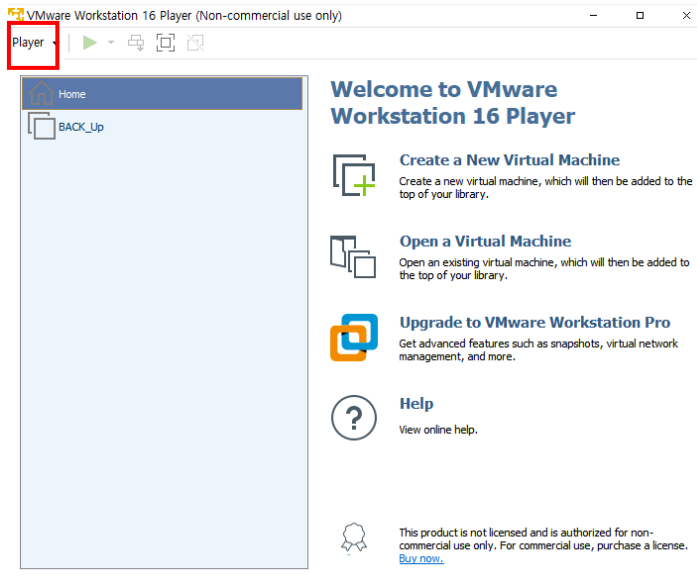 VMware Workstation 16 Player (Non-commercial use only)
Player
Home
BACK_Up
Welcome to VMware
Workstation 16 Player
Create a New Virtual Machine
Create a new virtual machine, which will then be added to the
top of your library.
Open a Virtual Machine
Open an existing virtual machine, which will then be added to
the top of your library.
Upgrade to VMware Workstation Pro
Get advanced features such as snapshots, virtual network
management, and more.
Help
View online help.
This product is not licensed and is authorized for non-
commercial use only. For commercial use, purchase a license.
Buy now.